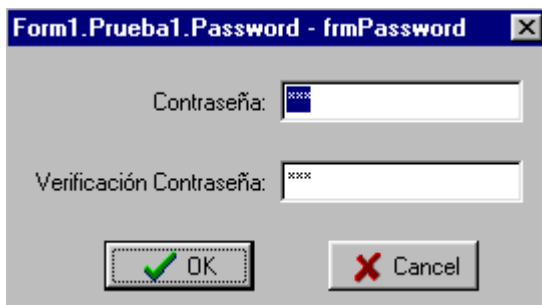 Form1.Prueba1.Password - frmPassword
Contraseña: ***
Verificación Contraseña: ***
OK Cancel